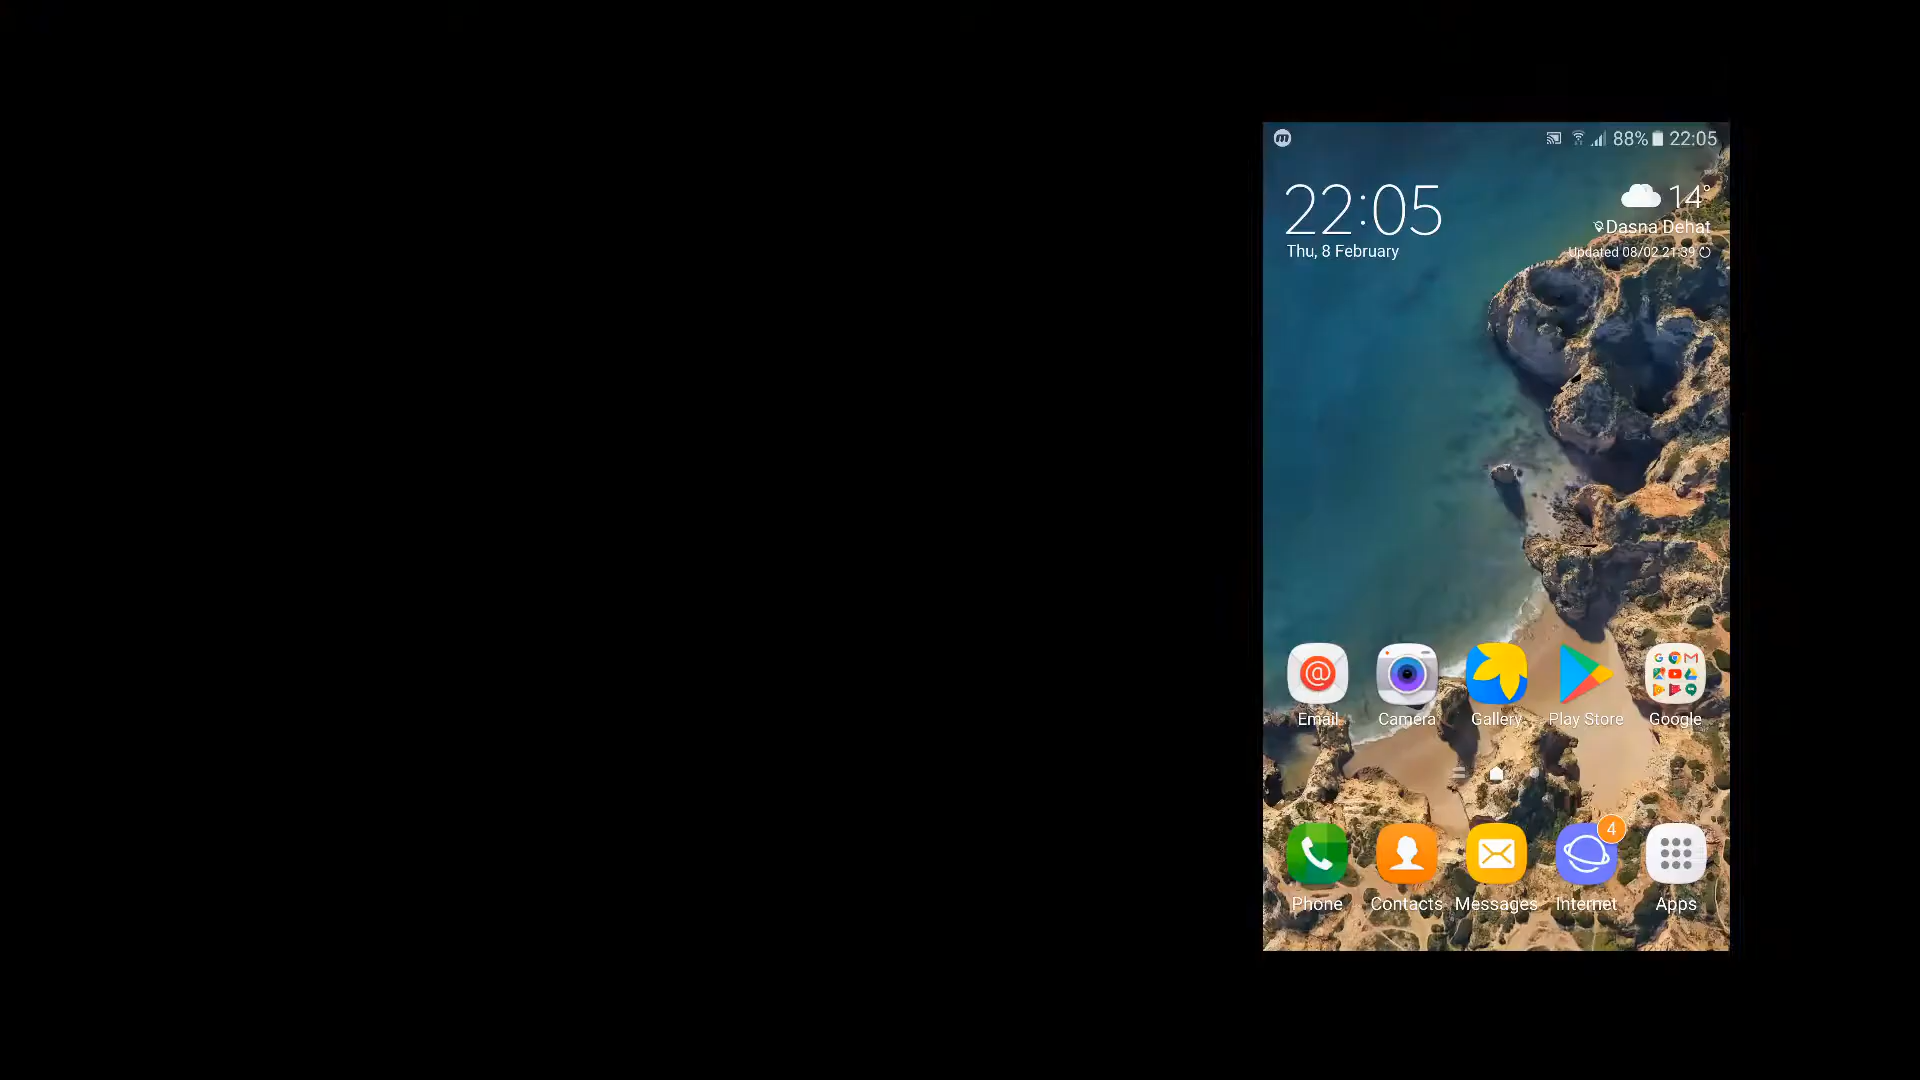 88% 22:05
22:05
14°
Dasna Dehat
Thu, 8 February
Updated 08/02 21:39
Email Camera Gallery Play Store Google
4
Phone Contacts Messages Internet Apps